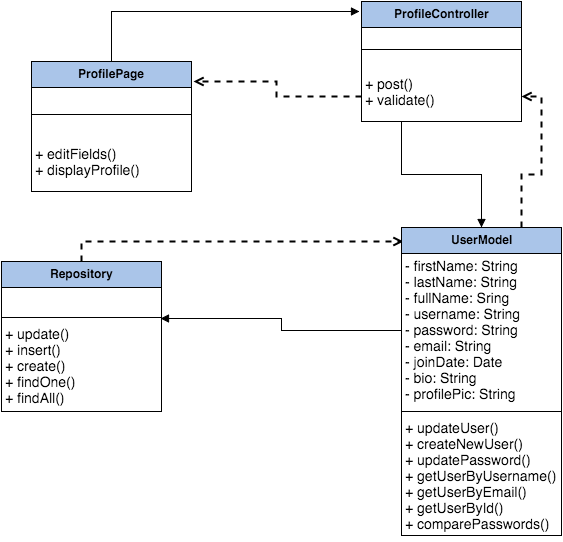 ProfileController
+ post()
+ validate()
ProfilePage
+ editFields()
+ displayProfile()
UserModel
- firstName: String
- lastName: String
- fullName: Sring
- username: String
- password: String
- email: String
- joinDate: Date
- bio: String
- profilePic: String
+ updateUser()
+ createNewUser()
+ updatePassword()
+ getUserByUsername()
+ getUserByEmail()
+ getUserById()
+ comparePasswords()
Repository
+ update()
+ insert()
+ create()
+ findOne()
+ findAll()